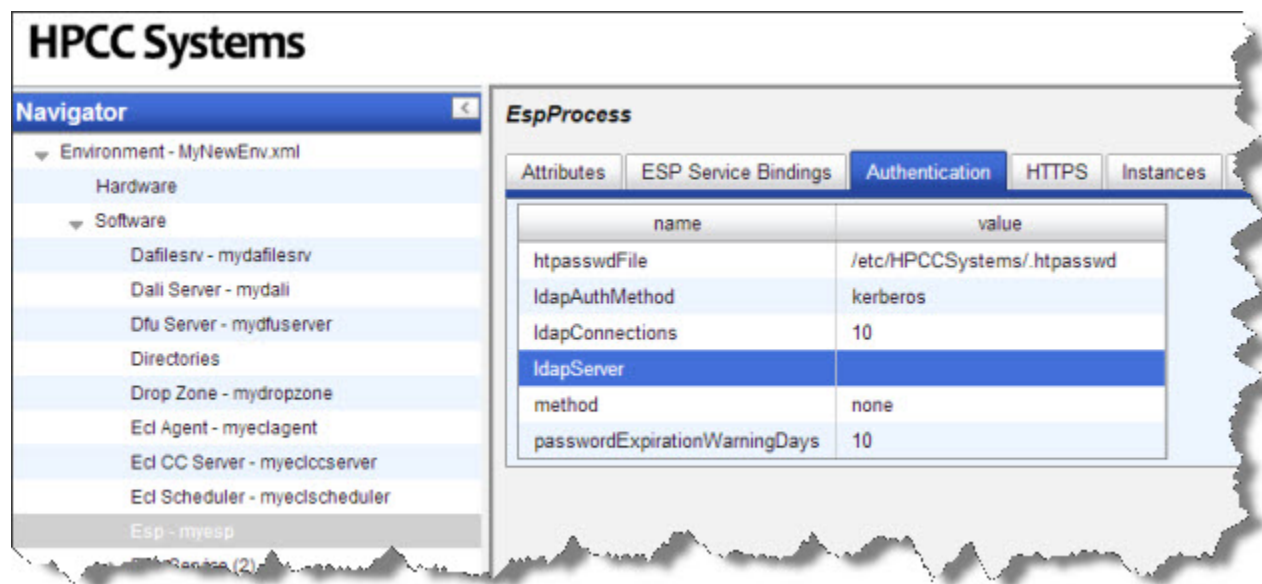 HPCC Systems
Navigator
Environment - MyNewEnv.xml
Hardware
Software
Dafilesrv - mydafilesrv
Dali Server - mydali
Dfu Server - mydfuserver
Directories
Drop Zone - mydropzone
Ecl Agent - myeclagent
Ecl CC Server - myeclccserver
Ecl Scheduler - myeclscheduler
Esp - myesp
Service (2)
EspProcess
Attributes ESP Service Bindings Authentication HTTPS Instances
name value
htpasswdFile /etc/HPCCSystems/.htpasswd
ldapAuthMethod kerberos
ldapConnections 10
ldapServer
method none
passwordExpirationWarningDays 10